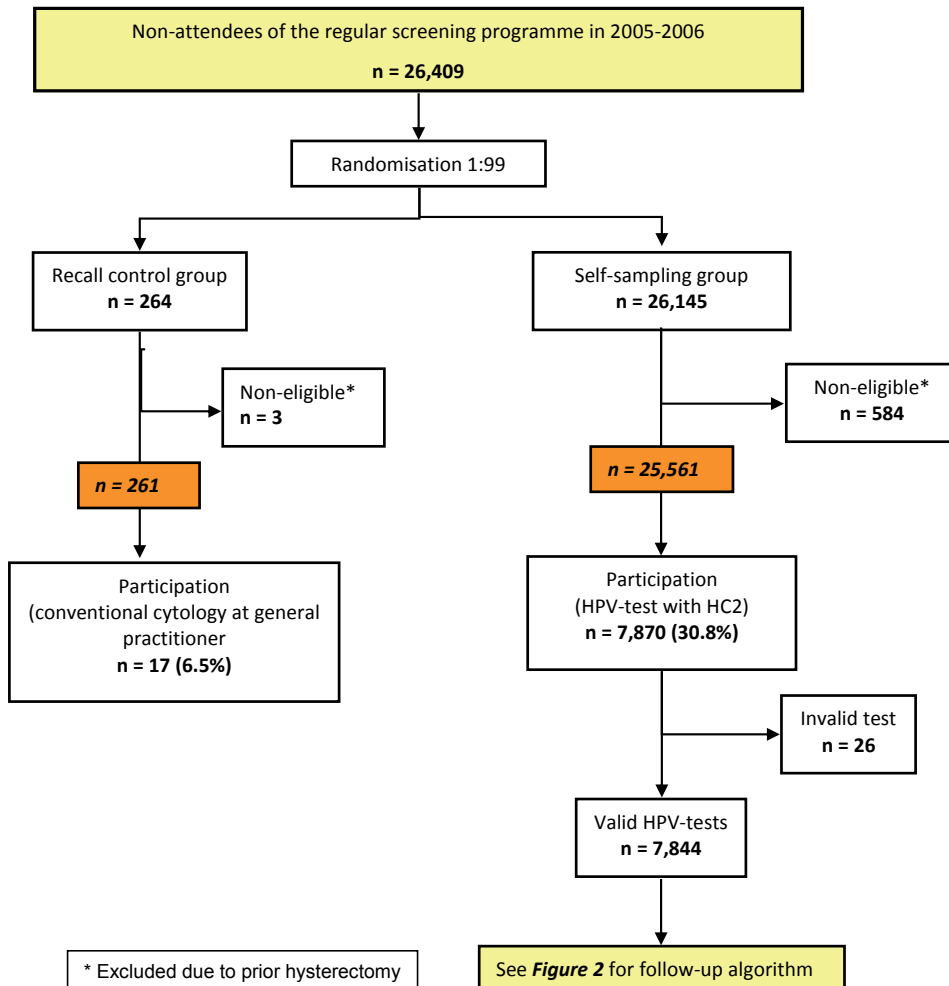 Non-attendees of the regular screening programme in 2005-2006
n = 26,409
Randomisation 1:99
Recall control group
n = 264
Self-sampling group
n = 26,145
Non-eligible*
n = 3
Non-eligible*
n = 584
n = 261
n = 25,561
Participation
(conventional cytology at general
practitioner
n = 17 (6.5%)
Participation
(HPV-test with HC2)
n = 7,870 (30.8%)
Invalid test
n = 26
Valid HPV-tests
n = 7,844
* Excluded due to prior hysterectomy
See Figure 2 for follow-up algorithm